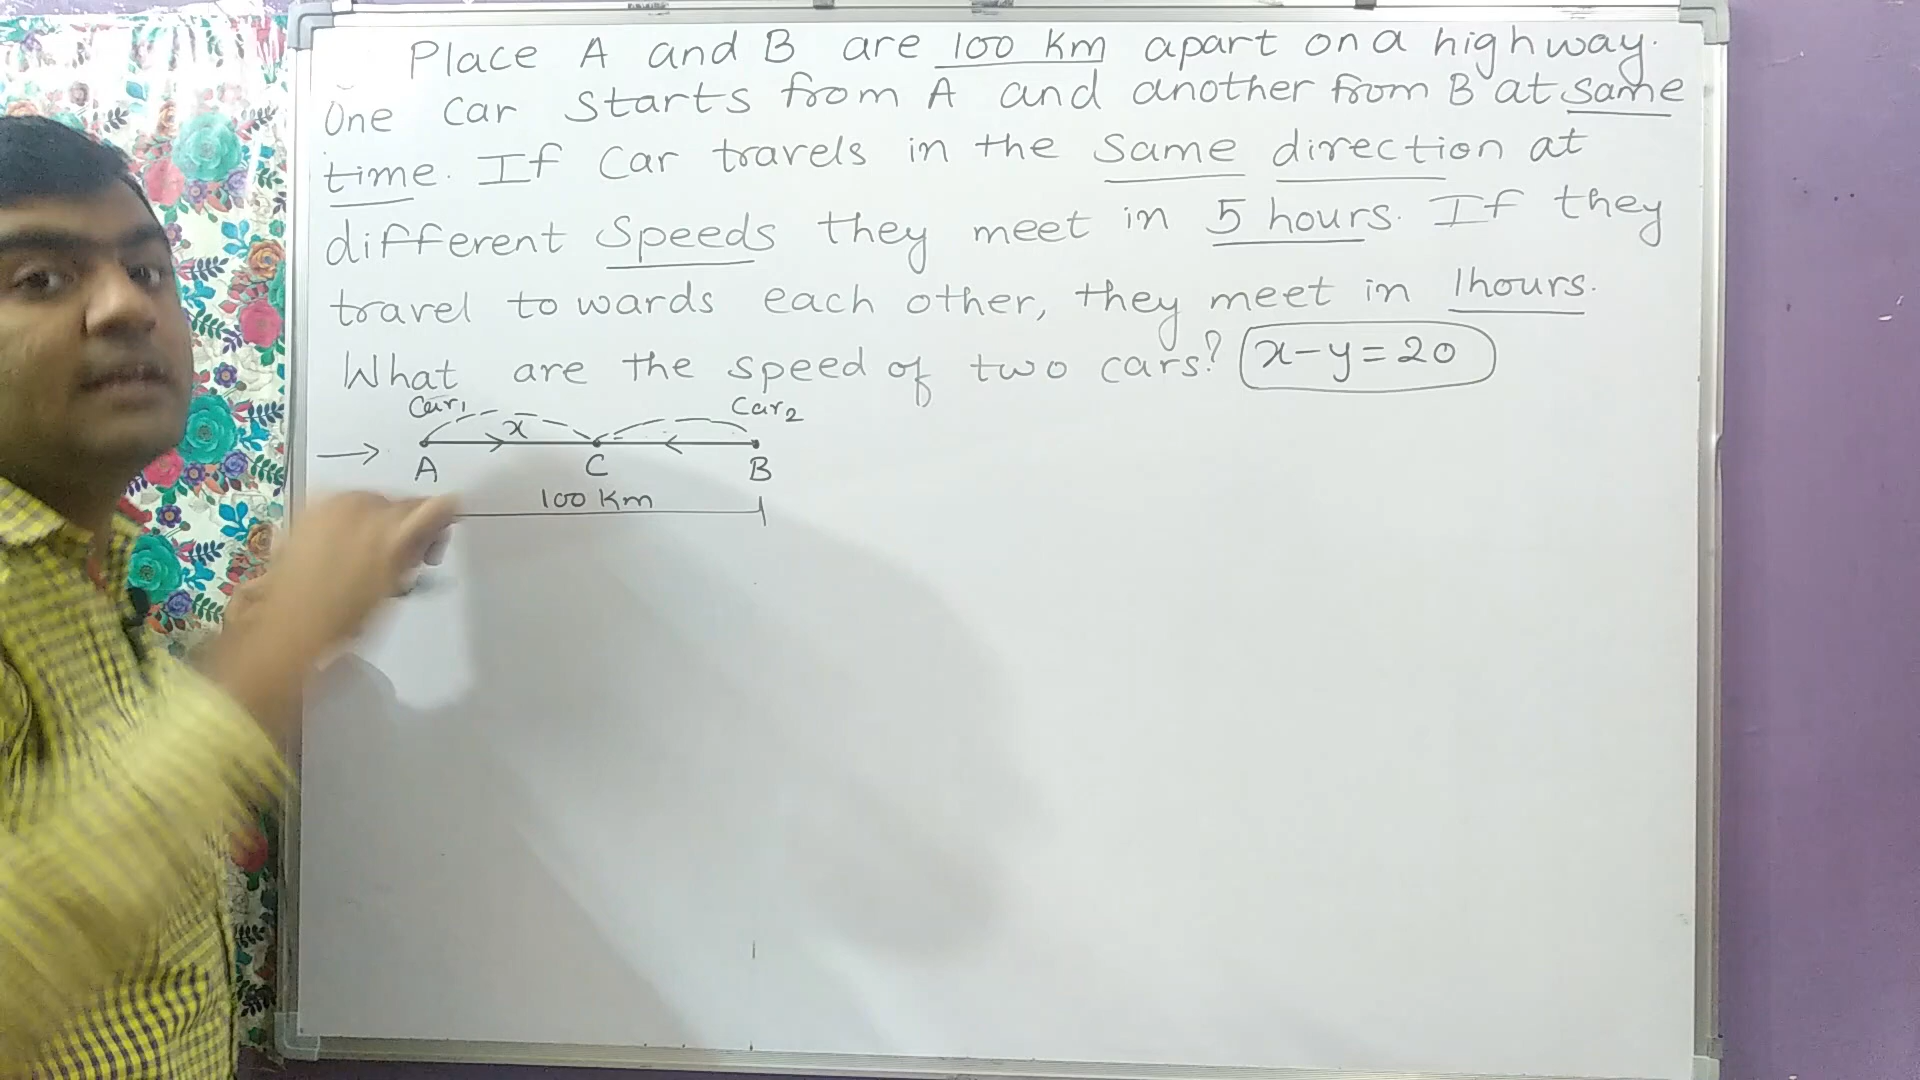 Place A and B are 100 Km apart on a highway.
One car starts from A and another from B at same
time. If Car travels in the same direction at
different speeds they meet in 5 hours. If they
travel towards each other, they meet in 1hours.
What are the speed of two cars? x-y=20
Car1 Car2
x
A C B
100 Km